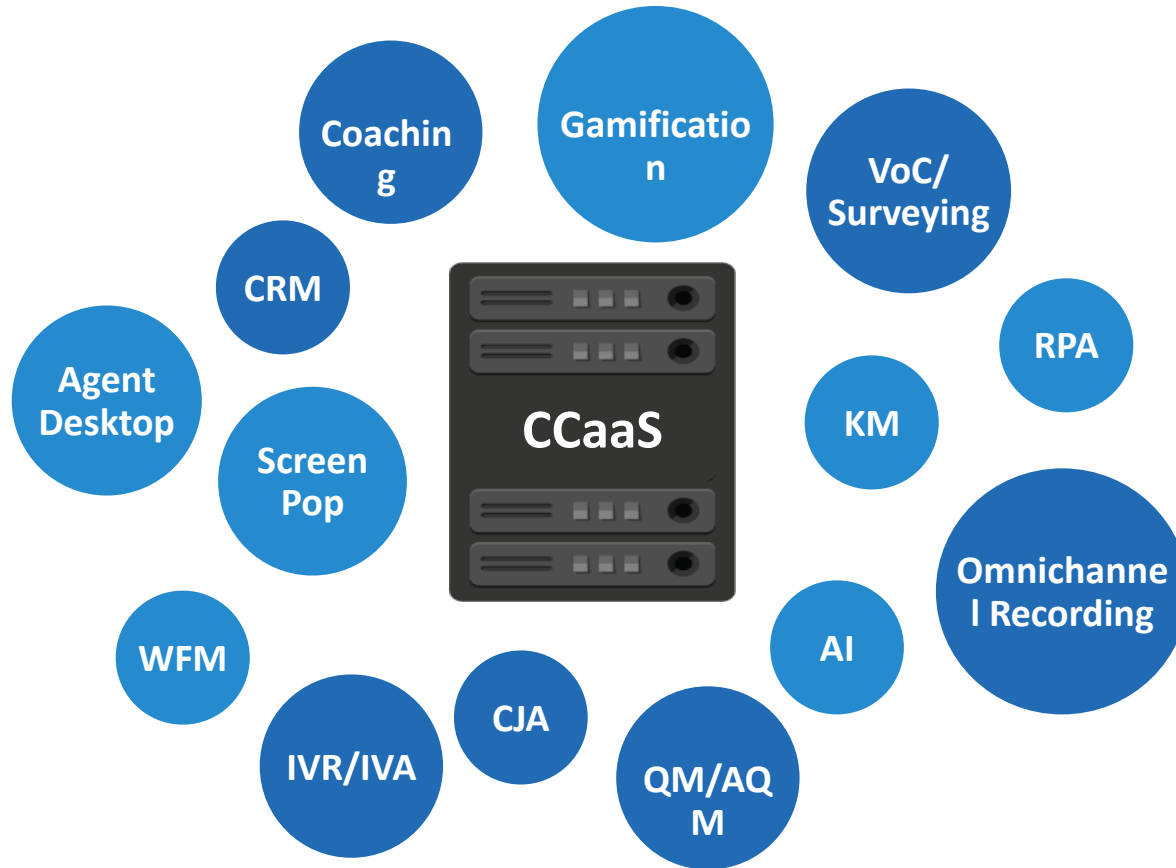 Coachin
g
Gamificatio
n
VoC/
Surveying
CRM
RPA
Agent
Desktop
Screen
Pop
CCaaS
KM
Omnichanne
l Recording
WFM
AI
IVR/IVA
CJA
QM/AQ
M